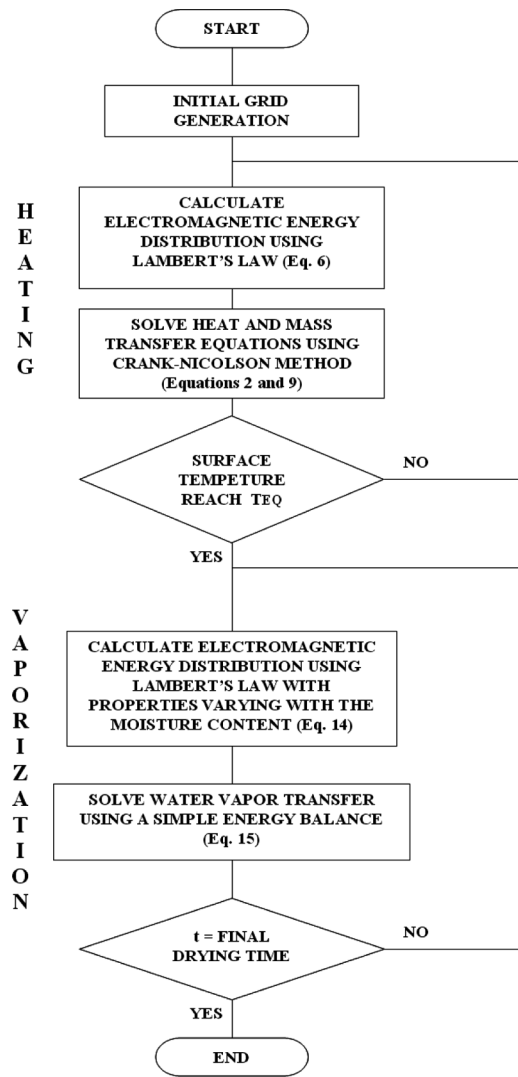 START
INITIAL GRID
GENERATION
HEATING
CALCULATE
ELECTROMAGNETIC ENERGY
DISTRIBUTION USING
LAMBERT'S LAW (Eq. 6)
SOLVE HEAT AND MASS
TRANSFER EQUATIONS USING
CRANK-NICOLSON METHOD
(Equations 2 and 9)
SURFACE
TEMPETURE
REACH TEQ
NO
YES
VAPORIZATION
CALCULATE ELECTROMAGNETIC
ENERGY DISTRIBUTION USING
LAMBERT'S LAW WITH
PROPERTIES VARYING WITH THE
MOISTURE CONTENT (Eq. 14)
SOLVE WATER VAPOR TRANSFER
USING A SIMPLE ENERGY BALANCE
(Eq. 15)
t = FINAL
DRYING TIME
NO
YES
END